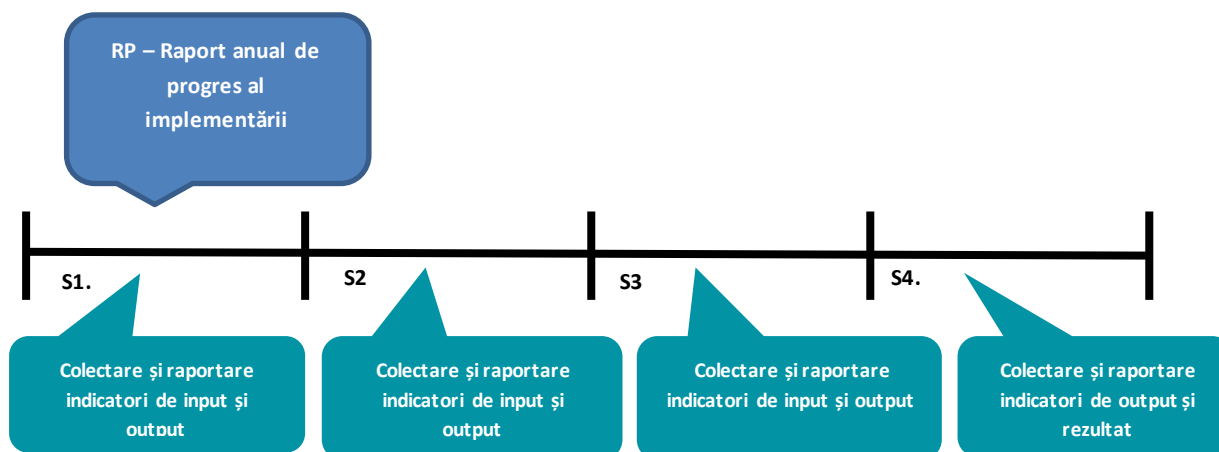 RP – Raport anual de
progres al
implementării
S1.
S2
S3
S4.
Colectare și raportare
indicatori de input și
output
Colectare și raportare
indicatori de input și
output
Colectare și raportare
indicatori de input și output
Colectare și raportare
indicatori de output și
rezultat